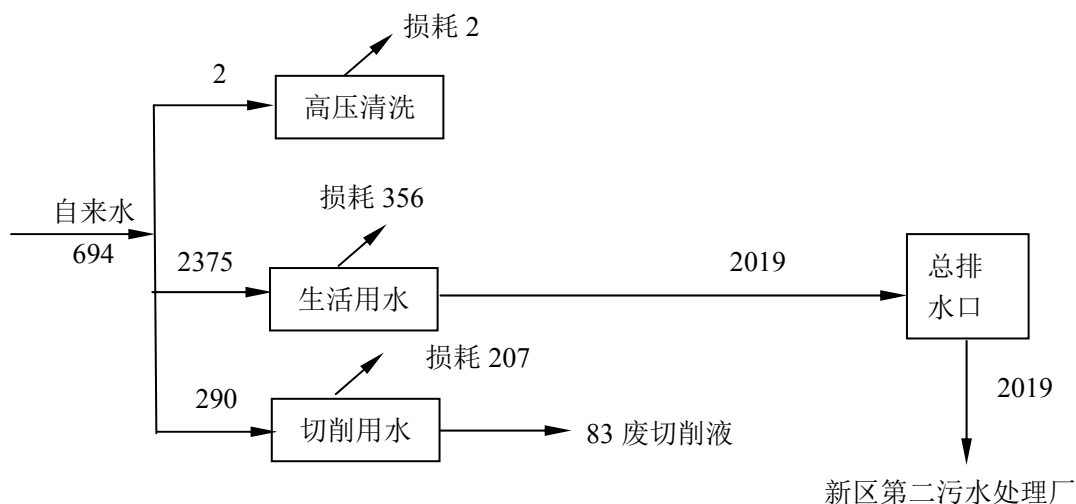 损耗 2
2
高压清洗
损耗 356
自来水
694
2375
生活用水
2019
总排
水口
损耗 207
2019
290
切削用水
83 废切削液
新区第二污水处理厂